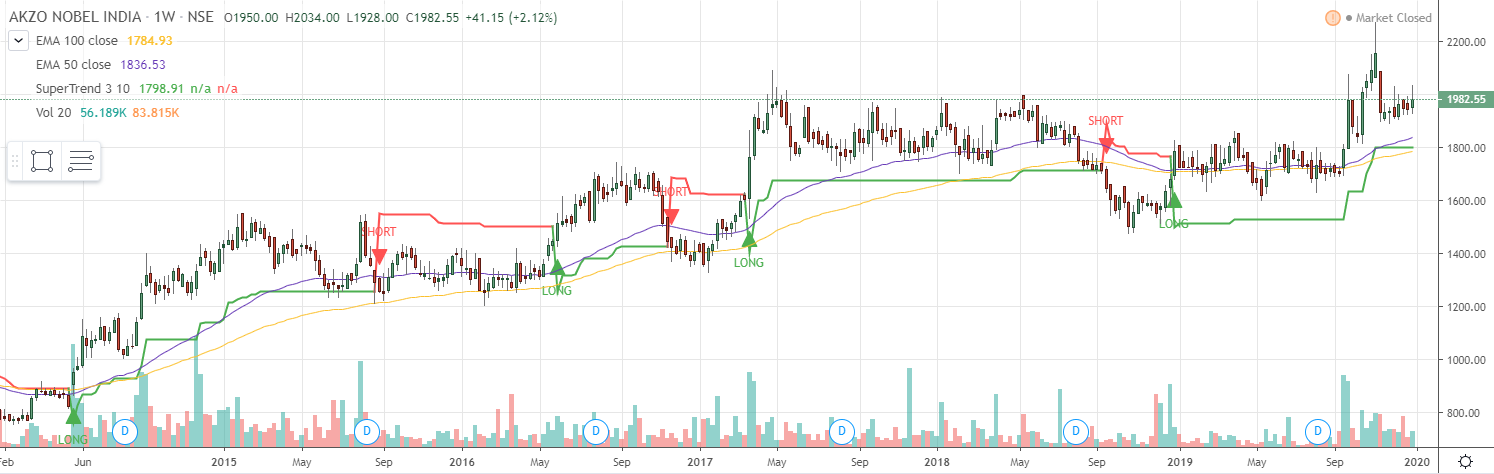 AKZO NOBEL INDIA · 1W · NSE O1950.00 H2034.00 L1928.00 C1982.55 +41.15 (+2.12%)
Market Closed
EMA 100 close 1784.93
EMA 50 close 1836.53
SuperTrend 3 10 1798.91 n/a n/a
Vol 20 56.189K 83.815K
2200.00
1982.55
1800.00
1600.00
1400.00
1200.00
1000.00
800.00
SHORT
SHORT
SHORT
LONG
LONG
LONG
LONG
D D D D D D
Feb Jun 2015 May Sep 2016 May Sep 2017 May Sep 2018 May Sep 2019 May Sep 2020